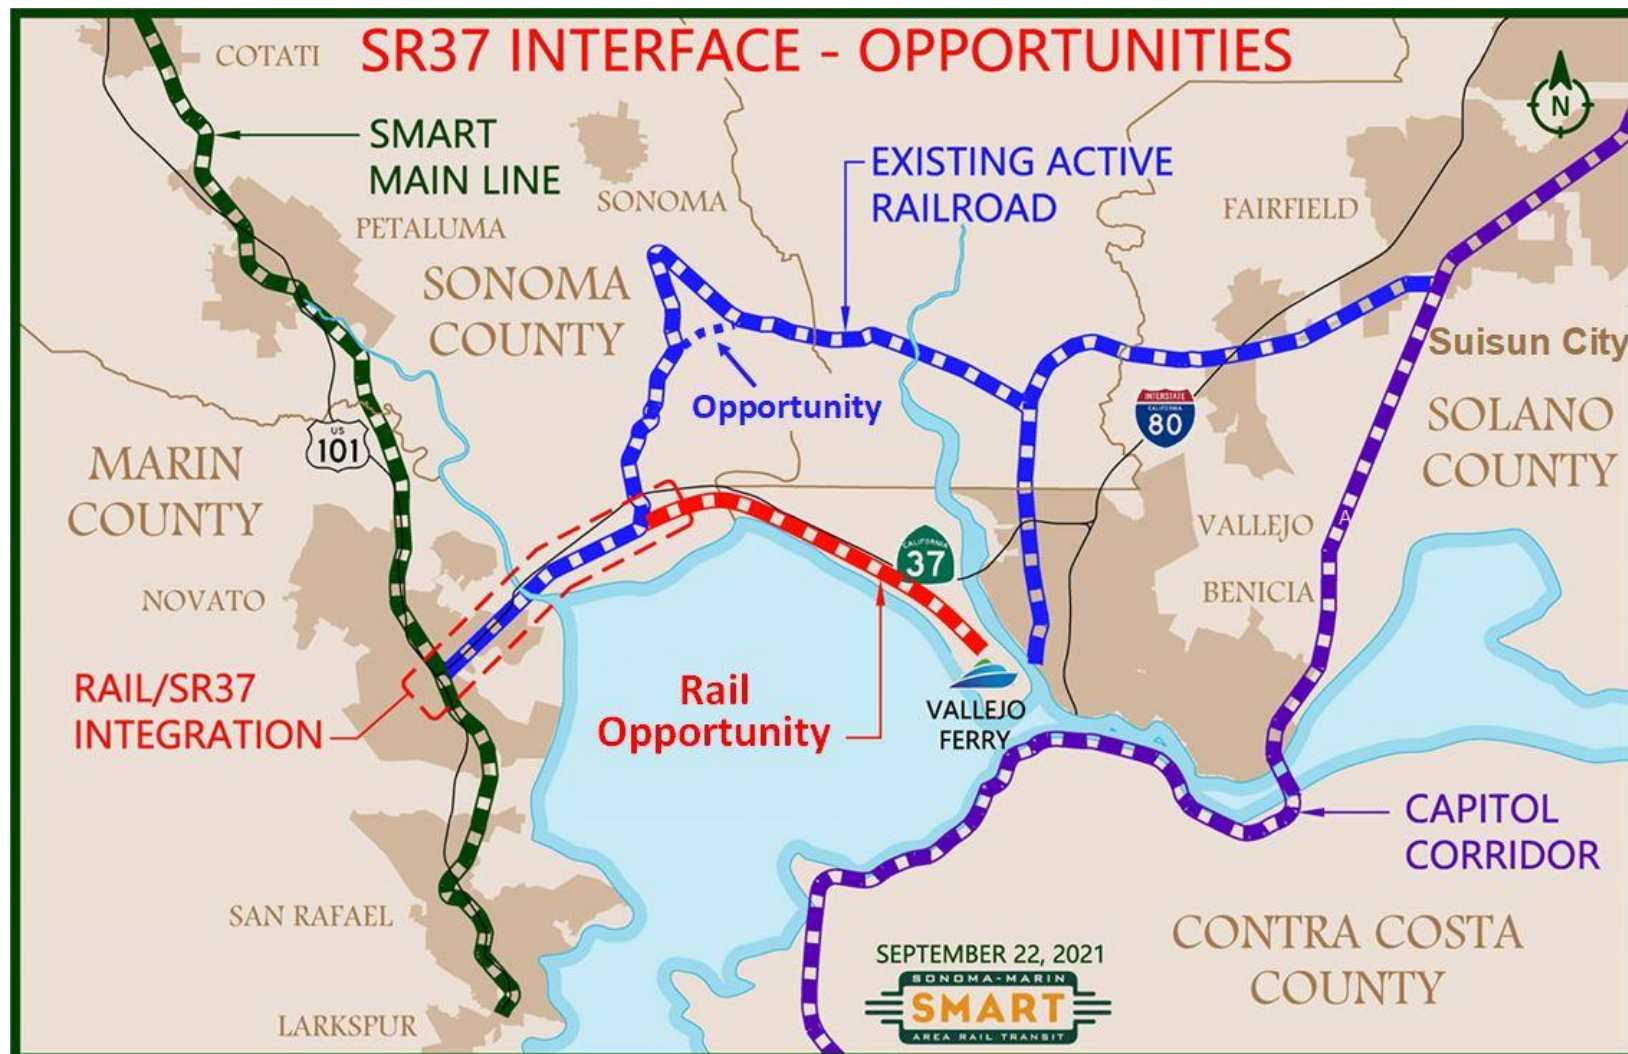 SR37 INTERFACE - OPPORTUNITIES
COTATI
N
SMART
MAIN LINE
EXISTING ACTIVE
RAILROAD
SONOMA
FAIRFIELD
PETALUMA
SONOMA
COUNTY
Suisun City
Opportunity
INTERSTATE
CALIFORNIA
80
SOLANO
COUNTY
US
101
MARIN
COUNTY
A
VALLEJO
CALIFORNIA
37
NOVATO
BENICIA
RAIL/SR37
INTEGRATION
Rail
Opportunity
VALLEJO
FERRY
CAPITOL
CORRIDOR
SAN RAFAEL
CONTRA COSTA
COUNTY
SEPTEMBER 22, 2021
SONOMA-MARIN
SMART
AREA RAIL TRANSIT
LARKSPUR